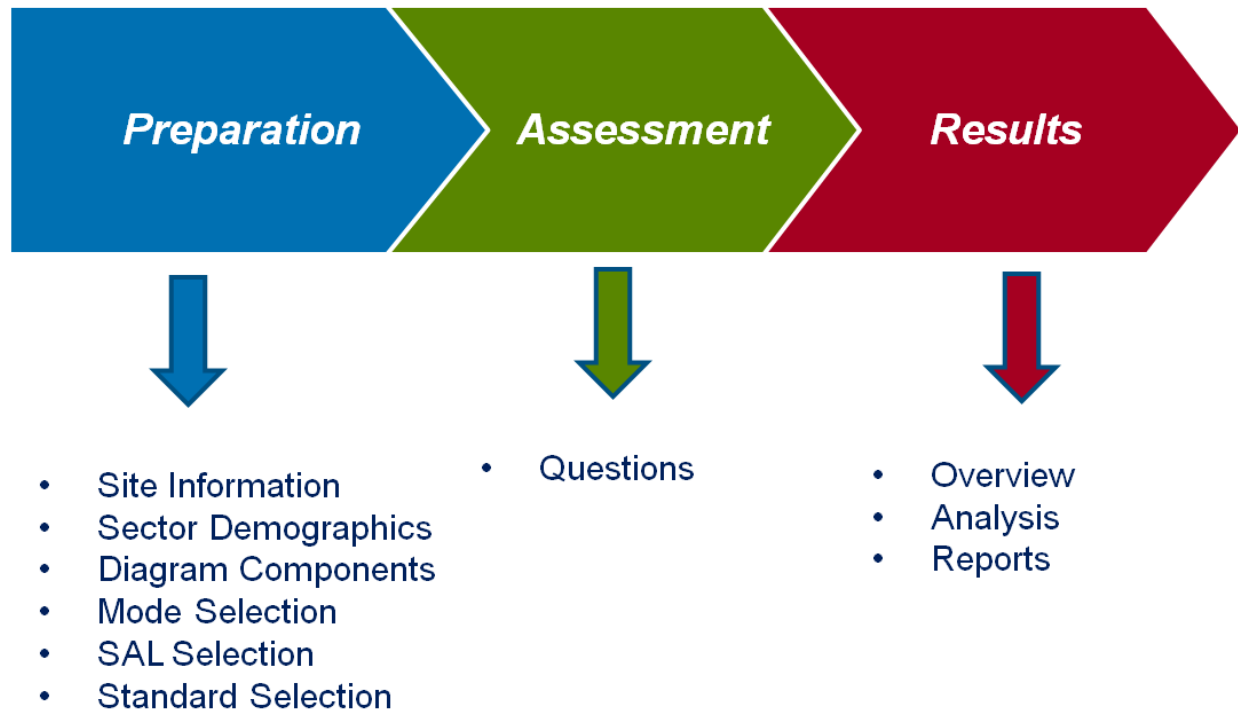 Preparation
Assessment
Results
• Site Information
• Sector Demographics
• Diagram Components
• Mode Selection
• SAL Selection
• Standard Selection
• Questions
• Overview
• Analysis
• Reports